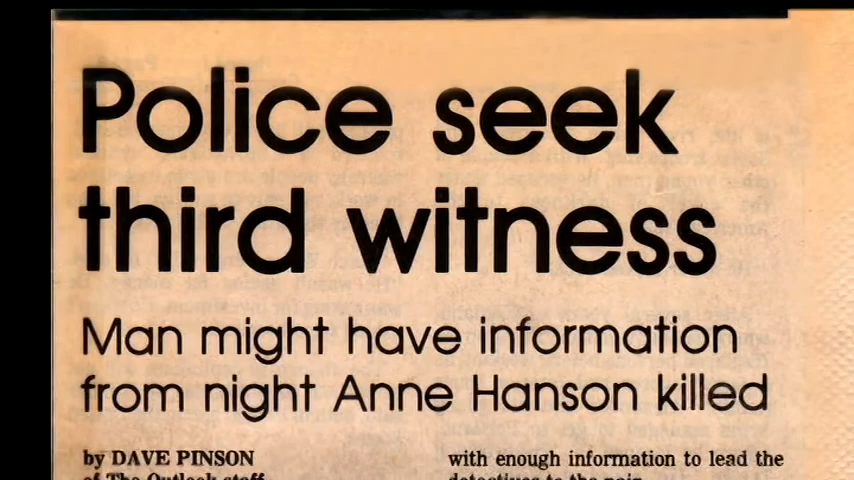 Police seek
third witness
Man might have information
from night Anne Hanson killed
by DAVE PINSON
of The Outlook staff
with enough information to lead the
detectives to the pair